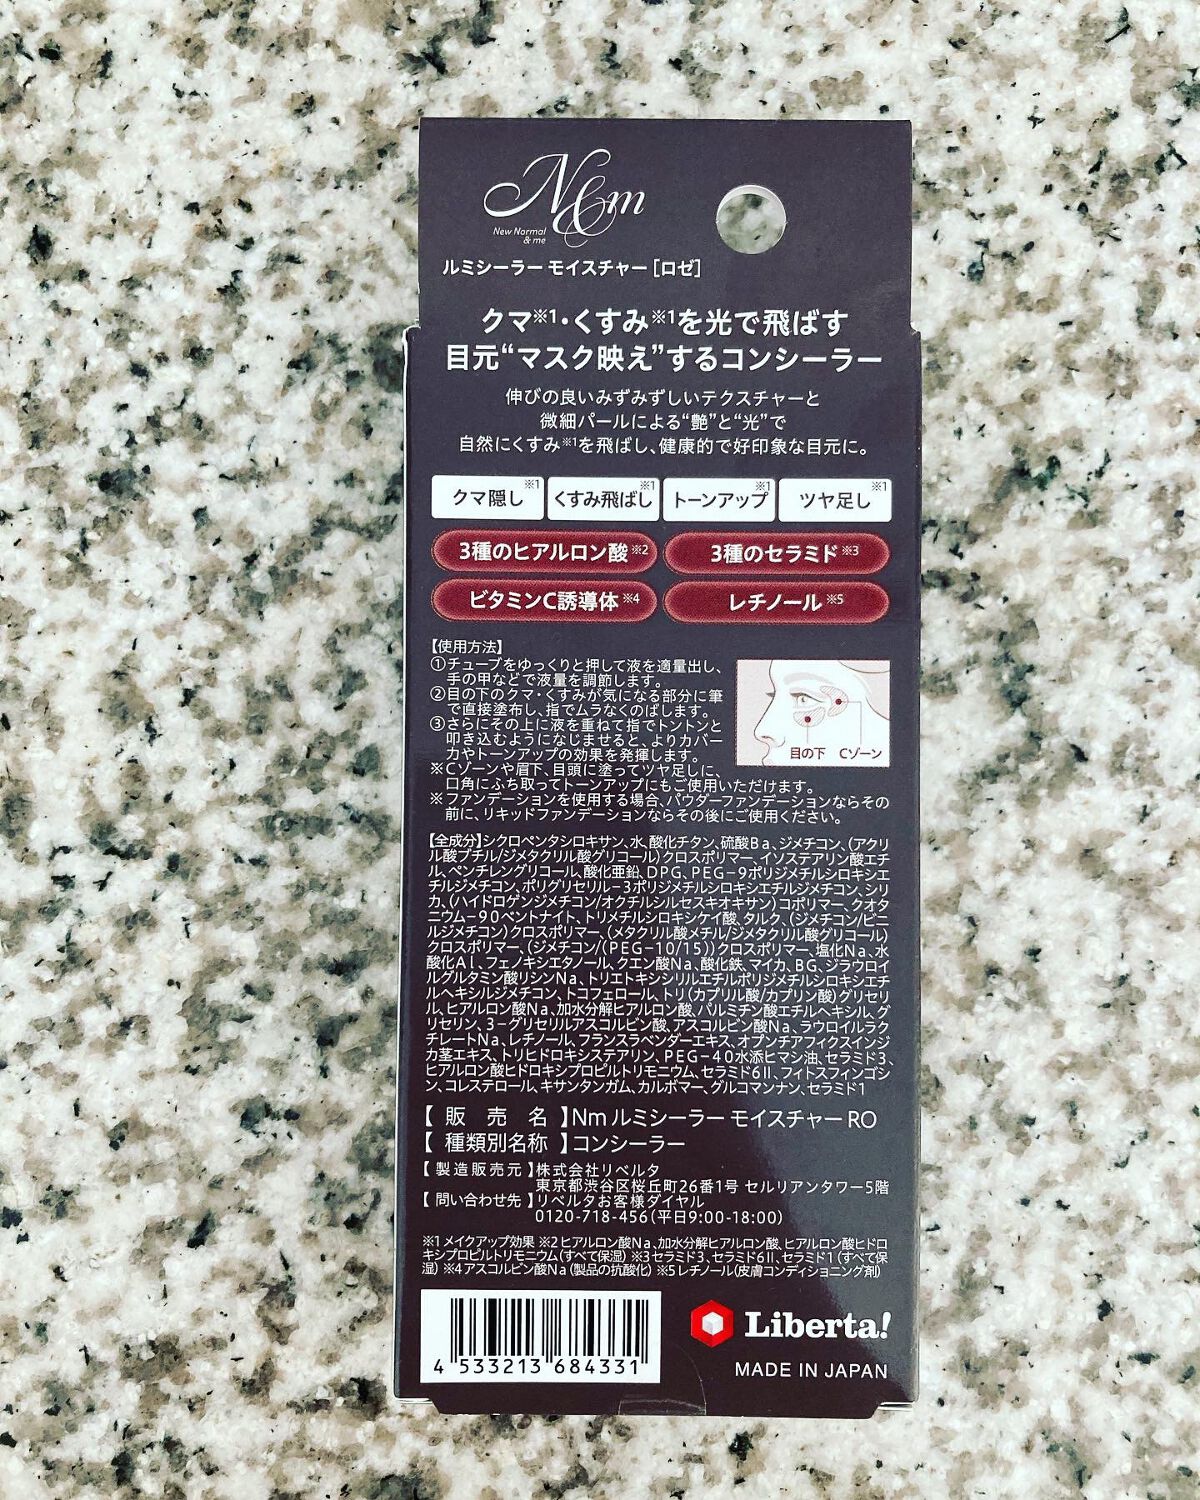 N&m
New Normal
& me
ルミシーラー モイスチャー［ロゼ］
クマ※1・くすみ※1を光で飛ばす
目元“マスク映え”するコンシーラー
伸びの良いみずみずしいテクスチャーと
微細パールによる“艶”と“光”で
自然にくすみ※1を飛ばし、健康的で好印象な目元に。
クマ隠し※1 くすみ飛ばし※1 トーンアップ※1 ツヤ足し※1
3種のヒアルロン酸※2 3種のセラミド※3
ビタミンC誘導体※4 レチノール※5
【使用方法】
①チューブをゆっくりと押して液を適量出し、
手の甲などで液量を調節します。
②目の下のクマ・くすみが気になる部分に筆
で直接塗布し、指でムラなくのばします。
③さらにその上に液を重ねて指でトントンと
叩き込むようになじませると、よりカバー
力やトーンアップの効果を発揮します。
目の下 Cゾーン
※Cゾーンや眉下、目頭に塗ってツヤ足しに、
口角にふち取ってトーンアップにもご使用いただけます。
※ファンデーションを使用する場合、パウダーファンデーションならその
前に、リキッドファンデーションならその後にご使用ください。
【全成分】シクロペンタシロキサン、水、酸化チタン、硫酸Ba、ジメチコン、(アクリ
ル酸ブチル/ジメタクリル酸グリコール)クロスポリマー、イソステアリン酸エチ
ル、ペンチレングリコール、酸化亜鉛、DPG、PEG-9ポリジメチルシロキシエ
チルジメチコン、ポリグリセリル-3ポリジメチルシロキシエチルジメチコン、シリ
カ、(ハイドロゲンジメチコン/オクチルシルセスキオキサン)コポリマー、クオタ
ニウム-90ベントナイト、トリメチルシロキシケイ酸、タルク、(ジメチコン/ビニ
ルジメチコン)クロスポリマー、(メタクリル酸メチル/ジメタクリル酸グリコール)
クロスポリマー、(ジメチコン/(PEG-10/15))クロスポリマー、塩化Na、水
酸化Al、フェノキシエタノール、クエン酸Na、酸化鉄、マイカ、BG、ジラウロイ
ルグルタミン酸リシンNa、トリエトキシシリルエチルポリジメチルシロキシエチ
ルヘキシルジメチコン、トコフェロール、トリ(カプリル酸/カプリン酸)グリセリ
ル、ヒアルロン酸Na、加水分解ヒアルロン酸、パルミチン酸エチルヘキシル、グ
リセリン、3-グリセリルアスコルビン酸、アスコルビン酸Na、ラウロイルラク
チレートNa、レチノール、フランスラベンダーエキス、オプンチアフィクスインジ
カ茎エキス、トリヒドロキシステアリン、PEG-40水添ヒマシ油、セラミド3、
ヒアルロン酸ヒドロキシプロピルトリモニウム、セラミド6II、フィトスフィンゴシ
ン、コレステロール、キサンタンガム、カルボマー、グルコマンナン、セラミド1
【 販 売 名 】Nm ルミシーラー モイスチャー RO
【 種類別名称 】コンシーラー
【 製造販売元 】株式会社リベルタ
東京都渋谷区桜丘町26番1号 セルリアンタワー5階
【 問い合わせ先 】リベルタお客様ダイヤル
0120-718-456(平日9:00-18:00)
※1メイクアップ効果 ※2ヒアルロン酸Na、加水分解ヒアルロン酸、ヒアルロン酸ヒドロ
キシプロピルトリモニウム(すべて保湿) ※3セラミド3、セラミド6II、セラミド1(すべて保
湿) ※4アスコルビン酸Na(製品の抗酸化) ※5レチノール(皮膚コンディショニング剤)
4 533213 684331
Liberta!
MADE IN JAPAN